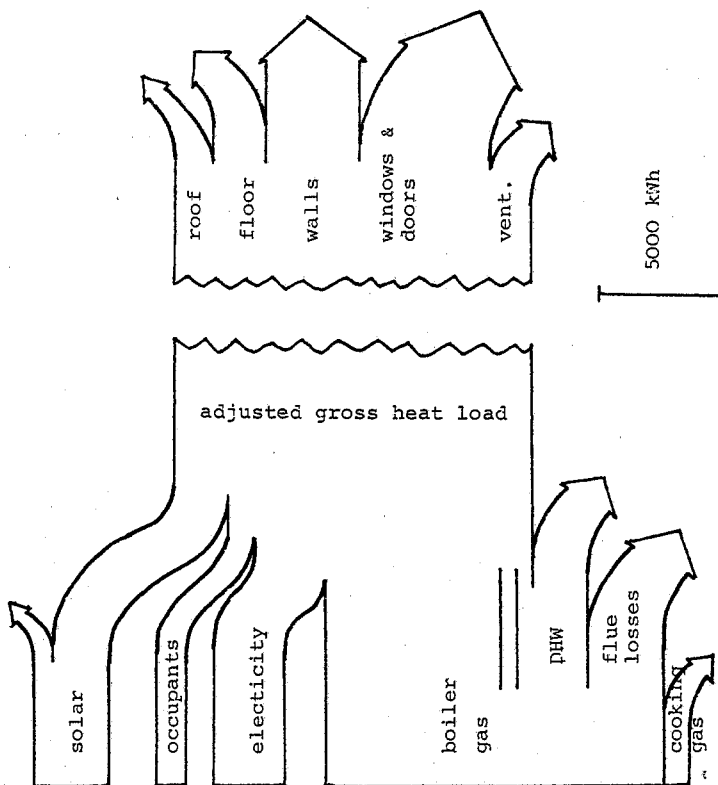 roof
floor
walls
windows &
doors
vent.
5000 kWh
adjusted gross heat load
solar
occupants
electicity
boiler
gas
DHW
flue
losses
cooking
gas